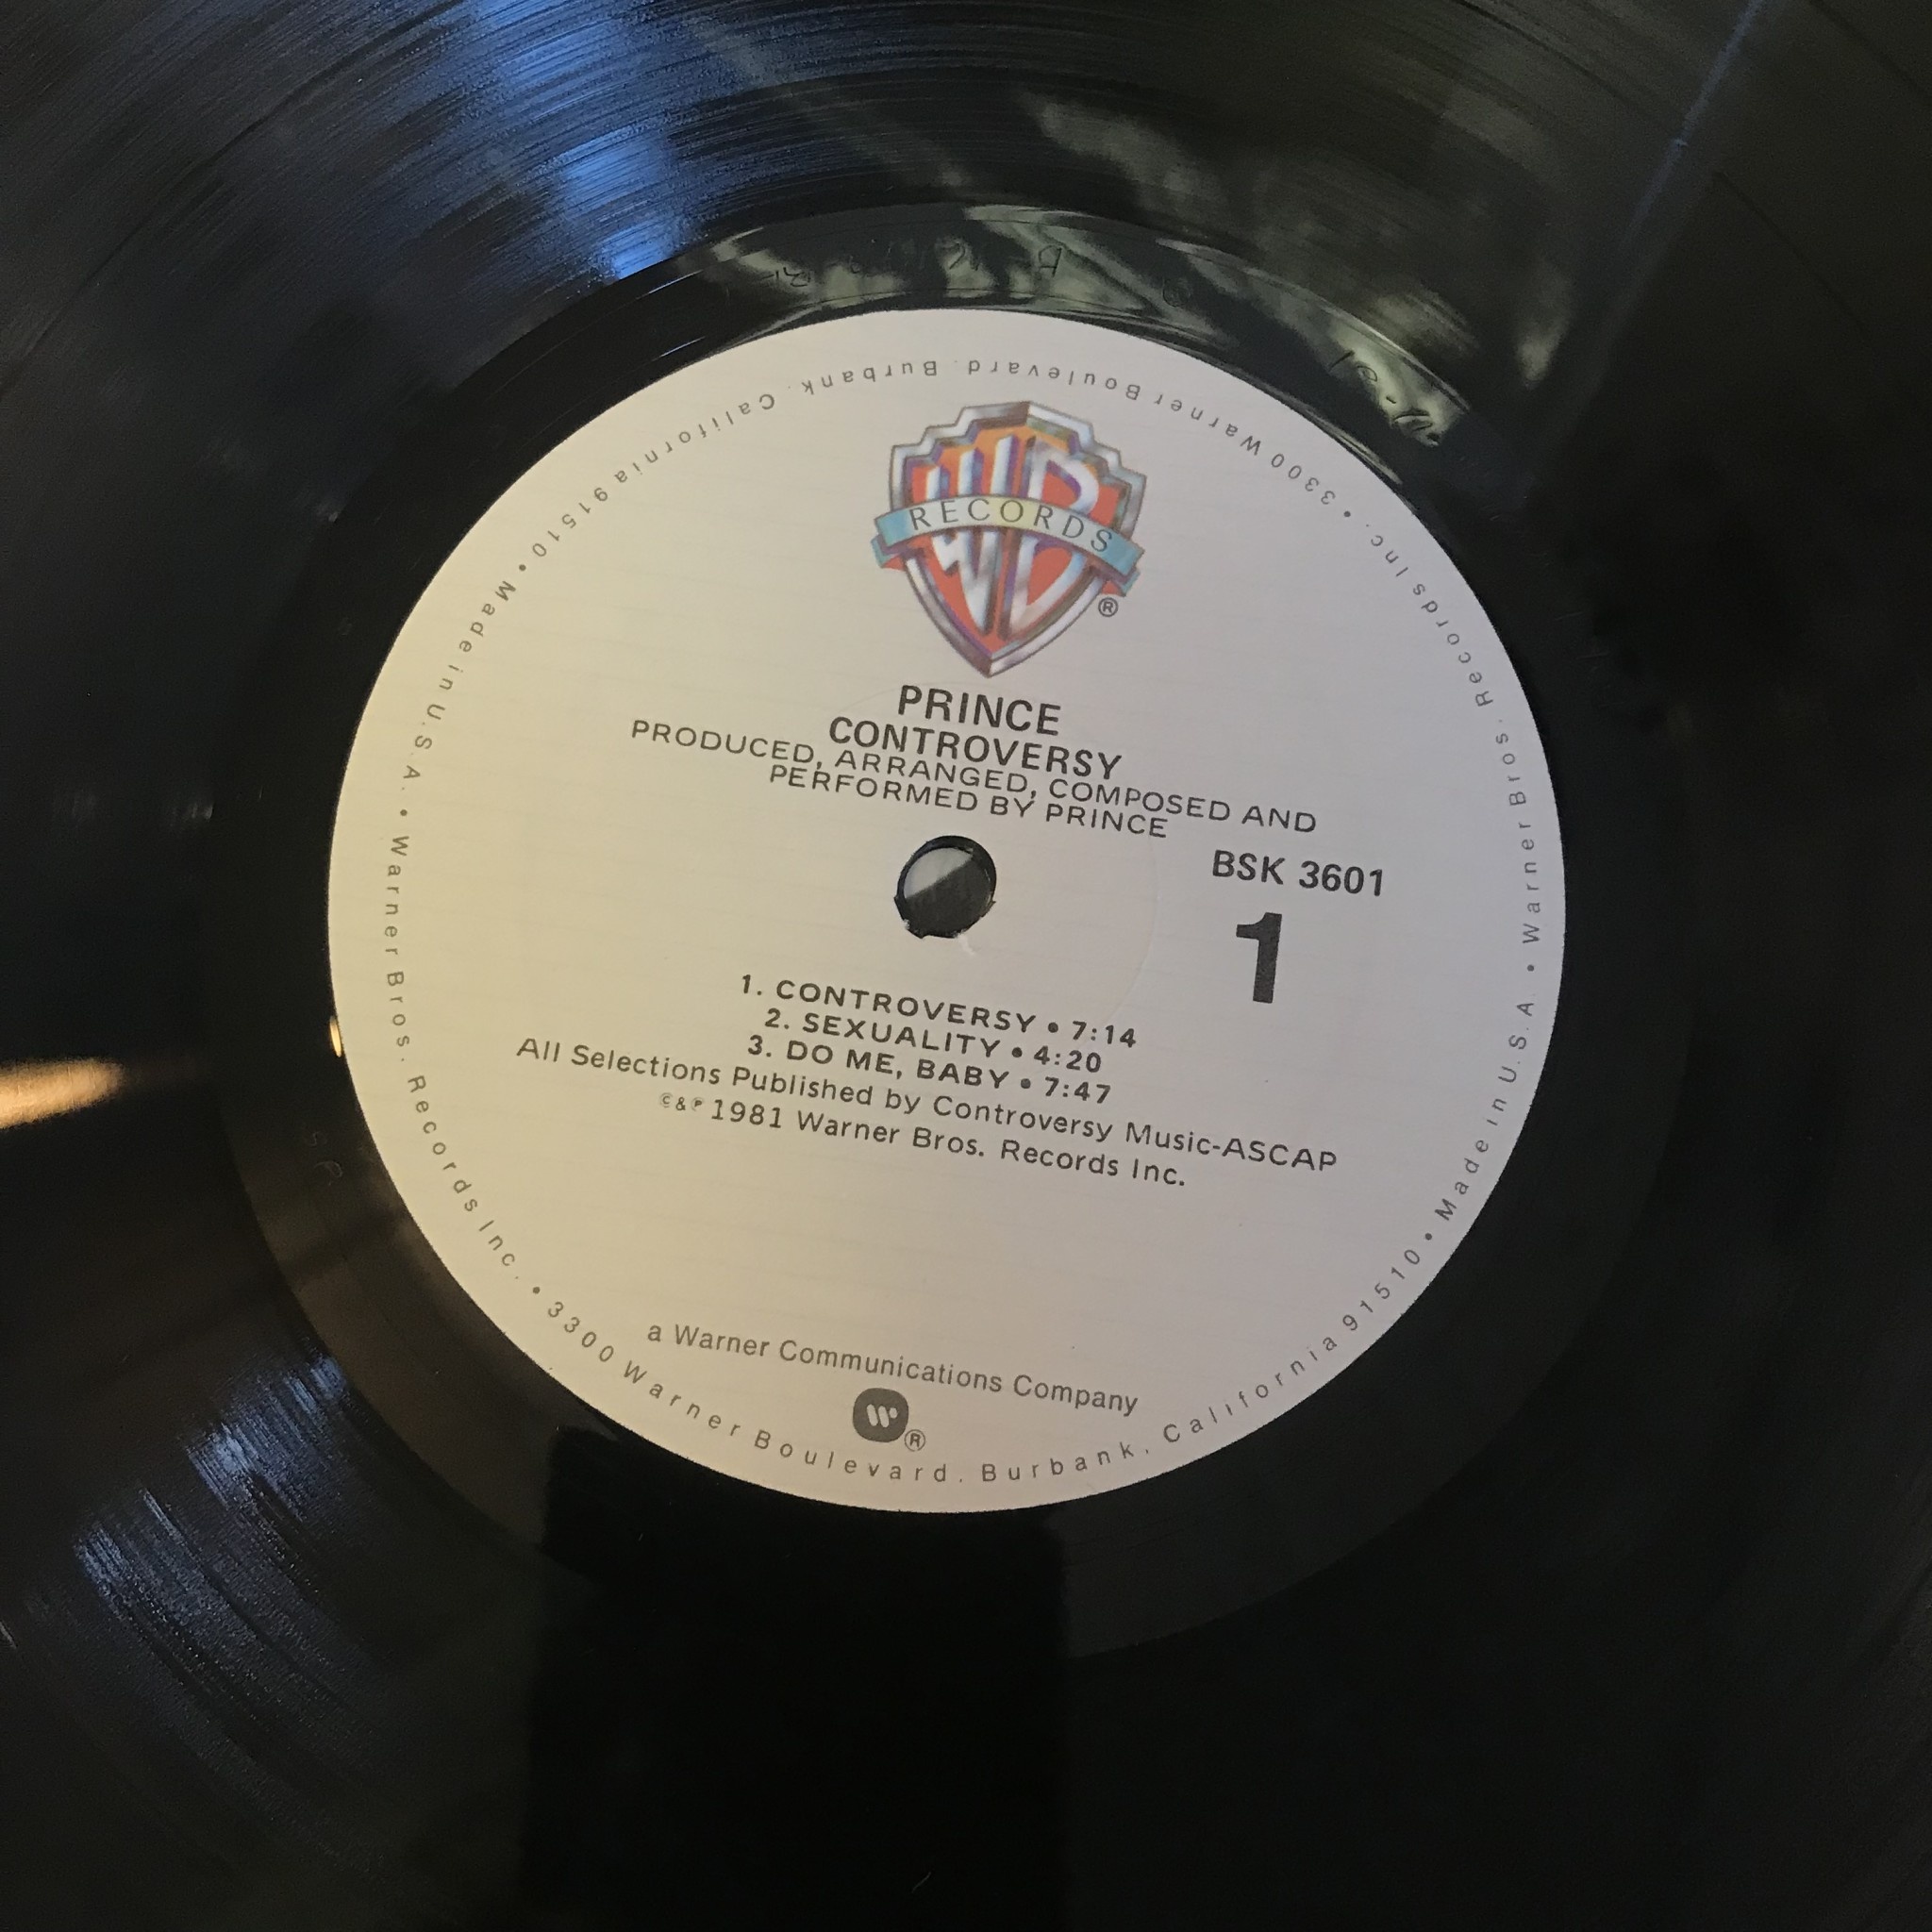 WB
RECORDS
®
PRINCE
CONTROVERSY
PRODUCED, ARRANGED, COMPOSED AND
PERFORMED BY PRINCE
BSK 3601
1
1. CONTROVERSY • 7:14
2. SEXUALITY • 4:20
3. DO ME, BABY • 7:47
All Selections Published by Controversy Music-ASCAP
©&℗ 1981 Warner Bros. Records Inc.
a Warner Communications Company
W®
Warner Bros. Records Inc. • 3300 Warner Boulevard. Burbank, California 91510 • Made in U.S.A. • Warner Bros. Records Inc. • 3300 Warner Boulevard. Burbank, California 91510 • Made in U.S.A. •